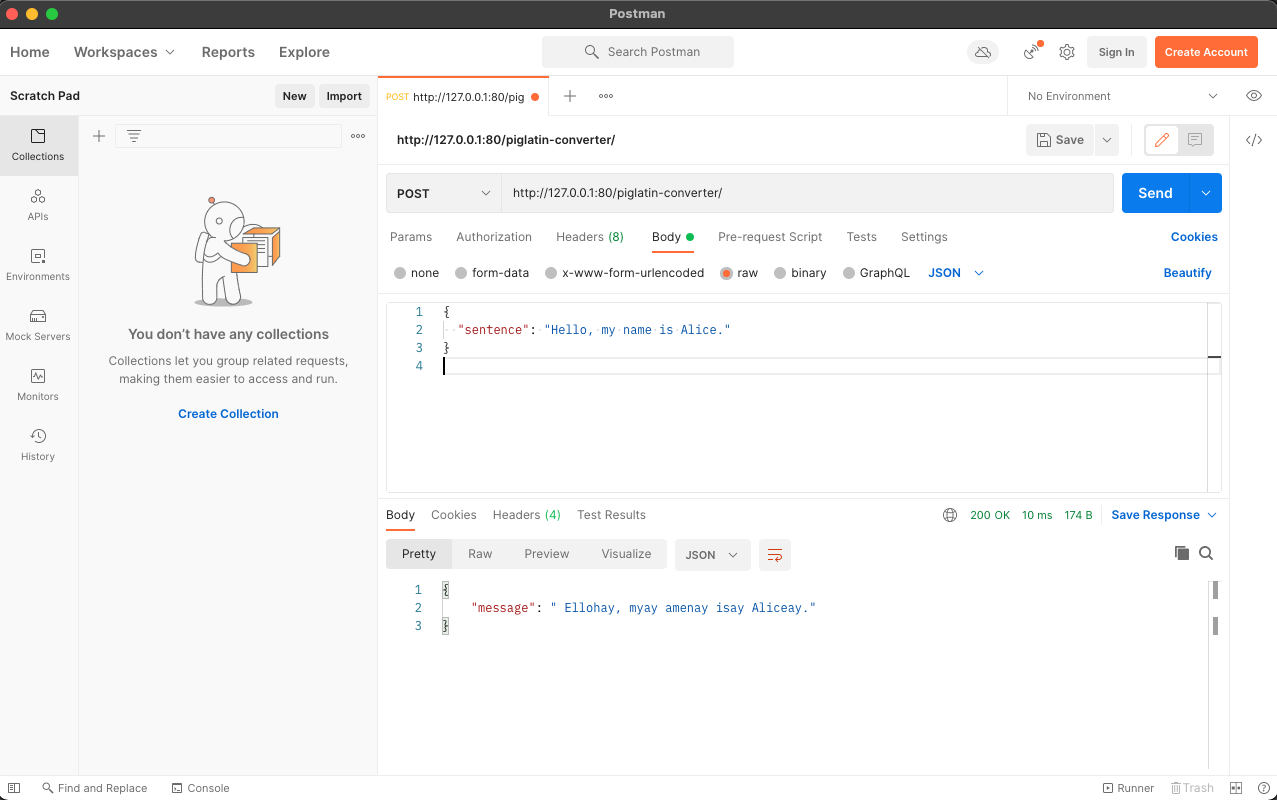 Postman
Home Workspaces Reports Explore Search Postman Sign In Create Account
Scratch Pad New Import POST http://127.0.0.1:80/pig No Environment
http://127.0.0.1:80/piglatin-converter/ Save
Collections
APIs
Environments
Mock Servers
Monitors
History
You don’t have any collections
Collections let you group related requests,
making them easier to access and run.
Create Collection
POST http://127.0.0.1:80/piglatin-converter/ Send
Params Authorization Headers (8) Body Pre-request Script Tests Settings Cookies
none form-data x-www-form-urlencoded raw binary GraphQL JSON Beautify
1 {
2 "sentence": "Hello, my name is Alice."
3 }
4
Body Cookies Headers (4) Test Results 200 OK 10 ms 174 B Save Response
Pretty Raw Preview Visualize JSON
1 {
2 "message": " Ellohay, myay amenay isay Aliceay."
3 }
Find and Replace Console Runner Trash